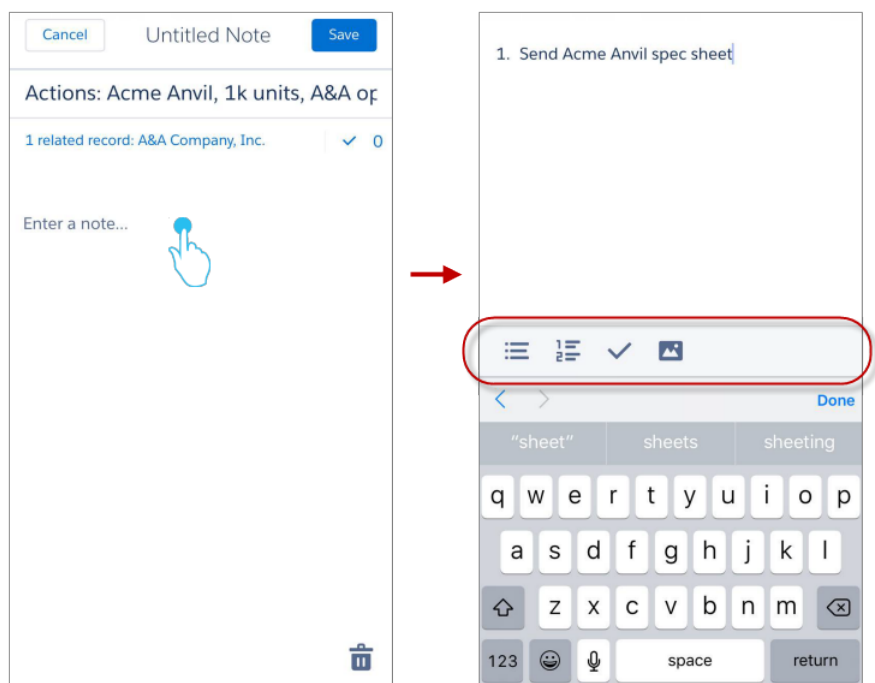 Cancel Untitled Note Save
Actions: Acme Anvil, 1k units, A&A op
1 related record: A&A Company, Inc. 0
Enter a note...
1. Send Acme Anvil spec sheet
Done
“sheet” sheets sheeting
q w e r t y u i o p
a s d f g h j k l
z x c v b n m
123 space return